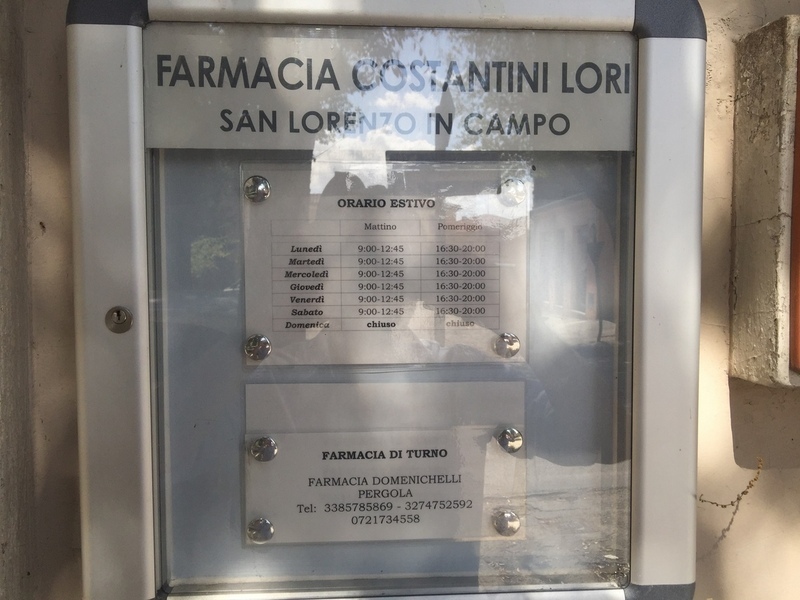 FARMACIA COSTANTINI LORI
SAN LORENZO IN CAMPO
ORARIO ESTIVO
Mattino Pomeriggio
Lunedì 9:00-12:45 16:30-20:00
Martedì 9:00-12:45 16:30-20:00
Mercoledì 9:00-12:45 16:30-20:00
Giovedì 9:00-12:45 16:30-20:00
Venerdì 9:00-12:45 16:30-20:00
Sabato 9:00-12:45 16:30-20:00
Domenica chiuso chiuso
FARMACIA DI TURNO
FARMACIA DOMENICHELLI
PERGOLA
Tel: 3385785869 - 3274752592
0721734558